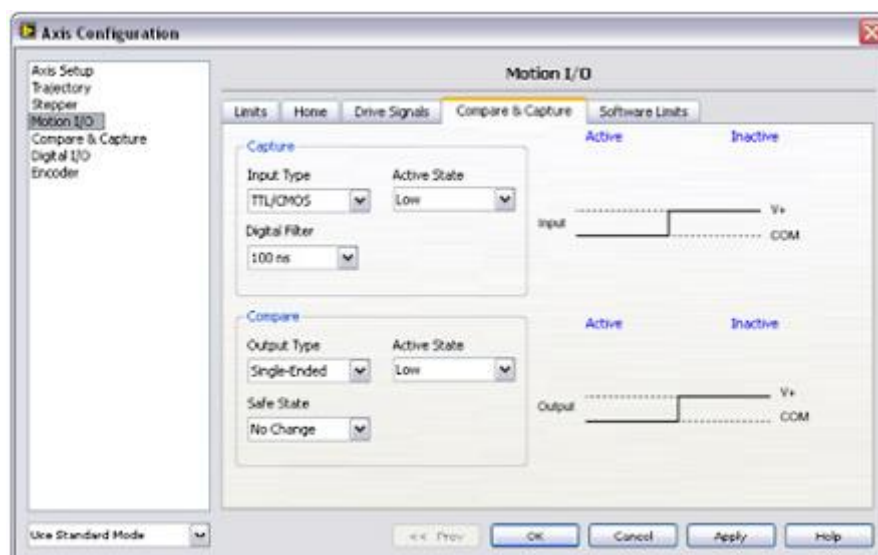 Axis Configuration
Axis Setup
Trajectory
Stepper
Motion I/O
Compare & Capture
Digital I/O
Encoder
Use Standard Mode
Motion I/O
Limits Home Drive Signals Compare & Capture Software Limits
Capture
Input Type Active State
TTL/CMOS Low
Digital Filter
100 ns
Active Inactive
Input V+
COM
Compare
Output Type Active State
Single-Ended Low
Safe State
No Change
Active Inactive
Output V+
COM
<< Prev OK Cancel Apply Help